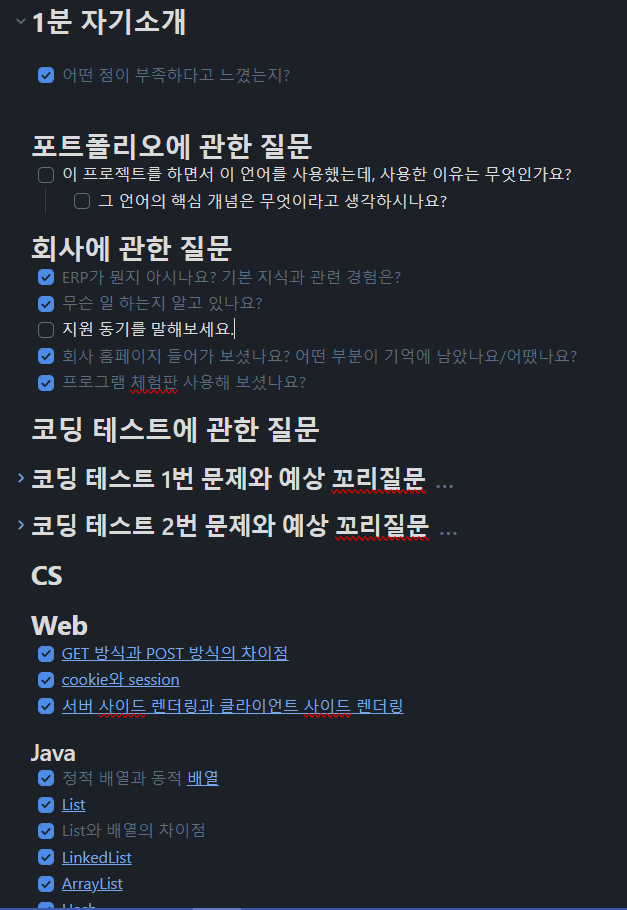 1분 자기소개
어떤 점이 부족하다고 느꼈는지?
포트폴리오에 관한 질문
이 프로젝트를 하면서 이 언어를 사용했는데, 사용한 이유는 무엇인가요?
그 언어의 핵심 개념은 무엇이라고 생각하시나요?
회사에 관한 질문
ERP가 뭔지 아시나요? 기본 지식과 관련 경험은?
무슨 일 하는지 알고 있나요?
지원 동기를 말해보세요.
회사 홈페이지 들어가 보셨나요? 어떤 부분이 기억에 남았나요/어땠나요?
프로그램 체험판 사용해 보셨나요?
코딩 테스트에 관한 질문
코딩 테스트 1번 문제와 예상 꼬리질문 ...
코딩 테스트 2번 문제와 예상 꼬리질문 ...
CS
Web
GET 방식과 POST 방식의 차이점
cookie와 session
서버 사이드 렌더링과 클라이언트 사이드 렌더링
Java
정적 배열과 동적 배열
List
List와 배열의 차이점
LinkedList
ArrayList